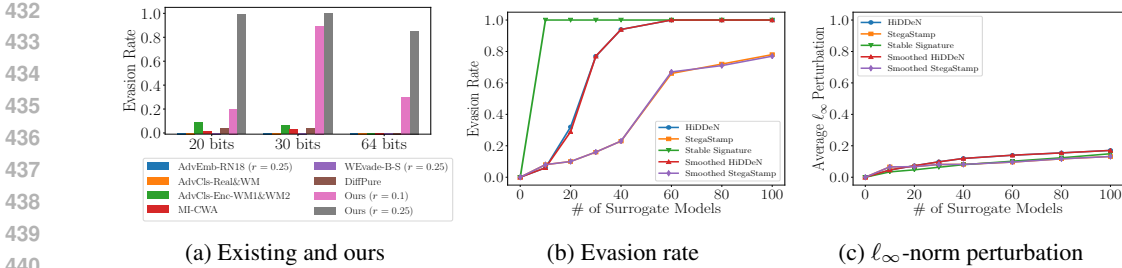 432
433
434
435
436
437
438
439
440
Evasion Rate
1.0
0.8
0.6
0.4
0.2
0.0
20 bits
30 bits
64 bits
AdvEmb-RN18 (r = 0.25)
AdvCls-Real&WM
AdvCls-Enc-WM1&WM2
MI-CWA
WEvade-B-S (r = 0.25)
DiffPure
Ours (r = 0.1)
Ours (r = 0.25)
(a) Existing and ours
Evasion Rate
1.0
0.8
0.6
0.4
0.2
0.0
HiDDeN
StegaStamp
Stable Signature
Smoothed HiDDeN
Smoothed StegaStamp
0 20 40 60 80 100
# of Surrogate Models
(b) Evasion rate
Average ℓ∞ Perturbation
1.0
0.8
0.6
0.4
0.2
0.0
HiDDeN
StegaStamp
Stable Signature
Smoothed HiDDeN
Smoothed StegaStamp
0 20 40 60 80 100
# of Surrogate Models
(c) ℓ∞-norm perturbation